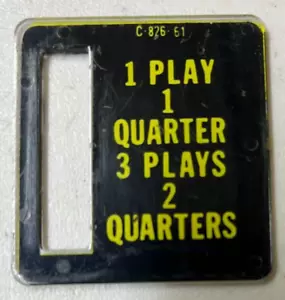 C-826-61
1 PLAY
1
QUARTER
3 PLAYS
2
QUARTERS